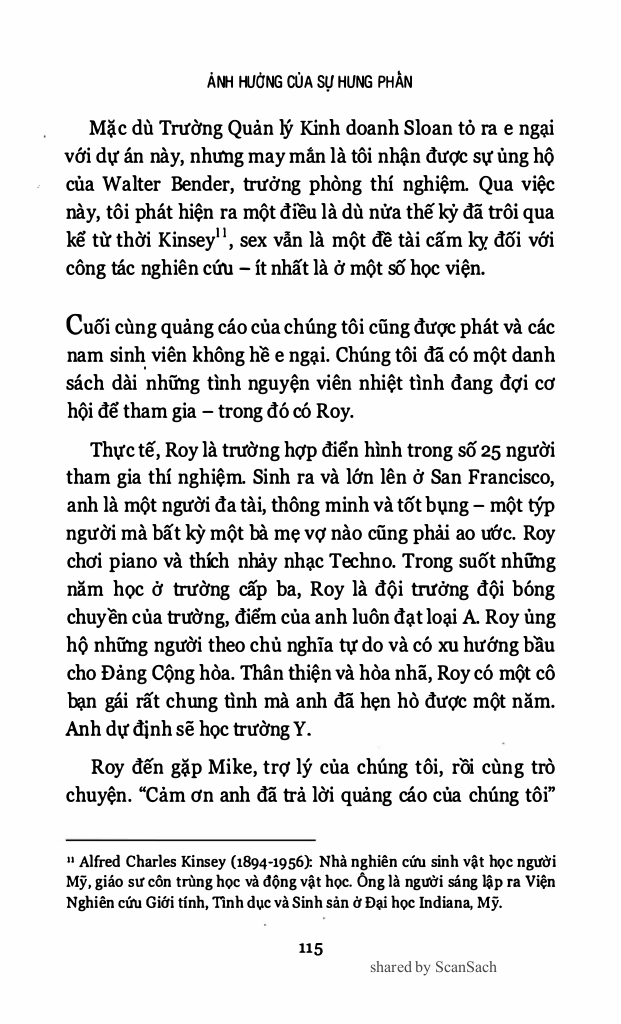 ẢNH HƯỞNG CỦA SỰ HƯNG PHẤN
Mặc dù Trường Quản lý Kinh doanh Sloan tỏ ra e ngại
với dự án này, nhưng may mắn là tôi nhận được sự ủng hộ
của Walter Bender, trưởng phòng thí nghiệm. Qua việc
này, tôi phát hiện ra một điều là dù nửa thế kỷ đã trôi qua
kể từ thời Kinsey¹¹, sex vẫn là một đề tài cấm kỵ đối với
công tác nghiên cứu – ít nhất là ở một số học viện.
Cuối cùng quảng cáo của chúng tôi cũng được phát và các
nam sinh viên không hề e ngại. Chúng tôi đã có một danh
sách dài những tình nguyện viên nhiệt tình đang đợi cơ
hội để tham gia – trong đó có Roy.
Thực tế, Roy là trường hợp điển hình trong số 25 người
tham gia thí nghiệm. Sinh ra và lớn lên ở San Francisco,
anh là một người đa tài, thông minh và tốt bụng – một týp
người mà bất kỳ một bà mẹ vợ nào cũng phải ao ước. Roy
chơi piano và thích nhảy nhạc Techno. Trong suốt những
năm học ở trường cấp ba, Roy là đội trưởng đội bóng
chuyền của trường, điểm của anh luôn đạt loại A. Roy ủng
hộ những người theo chủ nghĩa tự do và có xu hướng bầu
cho Đảng Cộng hòa. Thân thiện và hòa nhã, Roy có một cô
bạn gái rất chung tình mà anh đã hẹn hò được một năm.
Anh dự định sẽ học trường Y.
Roy đến gặp Mike, trợ lý của chúng tôi, rồi cùng trò
chuyện. “Cảm ơn anh đã trả lời quảng cáo của chúng tôi”
¹¹ Alfred Charles Kinsey (1894-1956): Nhà nghiên cứu sinh vật học người
Mỹ, giáo sư côn trùng học và động vật học. Ông là người sáng lập ra Viện
Nghiên cứu Giới tính, Tình dục và Sinh sản ở Đại học Indiana, Mỹ.
115
shared by ScanSach